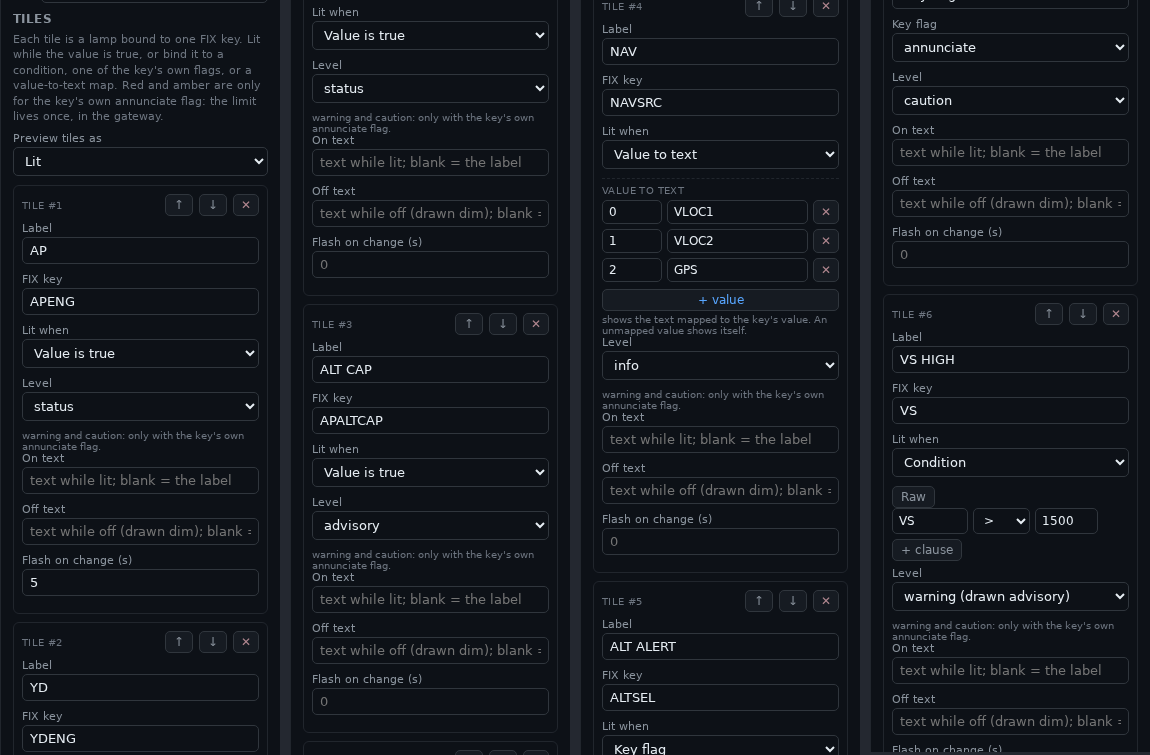 TILES
Each tile is a lamp bound to one FIX key. Lit
while the value is true, or bind it to a
condition, one of the key's own flags, or a
value-to-text map. Red and amber are only
for the key's own annunciate flag: the limit
lives once, in the gateway.
Preview tiles as
Lit
TILE #1 ↑ ↓ ✕
Label
AP
FIX key
APENG
Lit when
Value is true
Level
status
warning and caution: only with the key's own
annunciate flag.
On text
text while lit; blank = the label
Off text
text while off (drawn dim); blank =
Flash on change (s)
5
TILE #2 ↑ ↓ ✕
Label
YD
FIX key
YDENG
Lit when
Value is true
Level
status
warning and caution: only with the key's own
annunciate flag.
On text
text while lit; blank = the label
Off text
text while off (drawn dim); blank =
Flash on change (s)
0
TILE #3 ↑ ↓ ✕
Label
ALT CAP
FIX key
APALTCAP
Lit when
Value is true
Level
advisory
warning and caution: only with the key's own
annunciate flag.
On text
text while lit; blank = the label
Off text
text while off (drawn dim); blank =
Flash on change (s)
0
TILE #4 ↑ ↓ ✕
Label
NAV
FIX key
NAVSRC
Lit when
Value to text
VALUE TO TEXT
0 VLOC1 ✕
1 VLOC2 ✕
2 GPS ✕
+ value
shows the text mapped to the key's value. An
unmapped value shows itself.
Level
info
warning and caution: only with the key's own
annunciate flag.
On text
text while lit; blank = the label
Off text
text while off (drawn dim); blank =
Flash on change (s)
0
TILE #5 ↑ ↓ ✕
Label
ALT ALERT
FIX key
ALTSEL
Lit when
Key flag
Key flag
annunciate
Level
caution
On text
text while lit; blank = the label
Off text
text while off (drawn dim); blank =
Flash on change (s)
0
TILE #6 ↑ ↓ ✕
Label
VS HIGH
FIX key
VS
Lit when
Condition
Raw
VS > 1500
+ clause
Level
warning (drawn advisory)
warning and caution: only with the key's own
annunciate flag.
On text
text while lit; blank = the label
Off text
text while off (drawn dim); blank =
Flash on change (s)